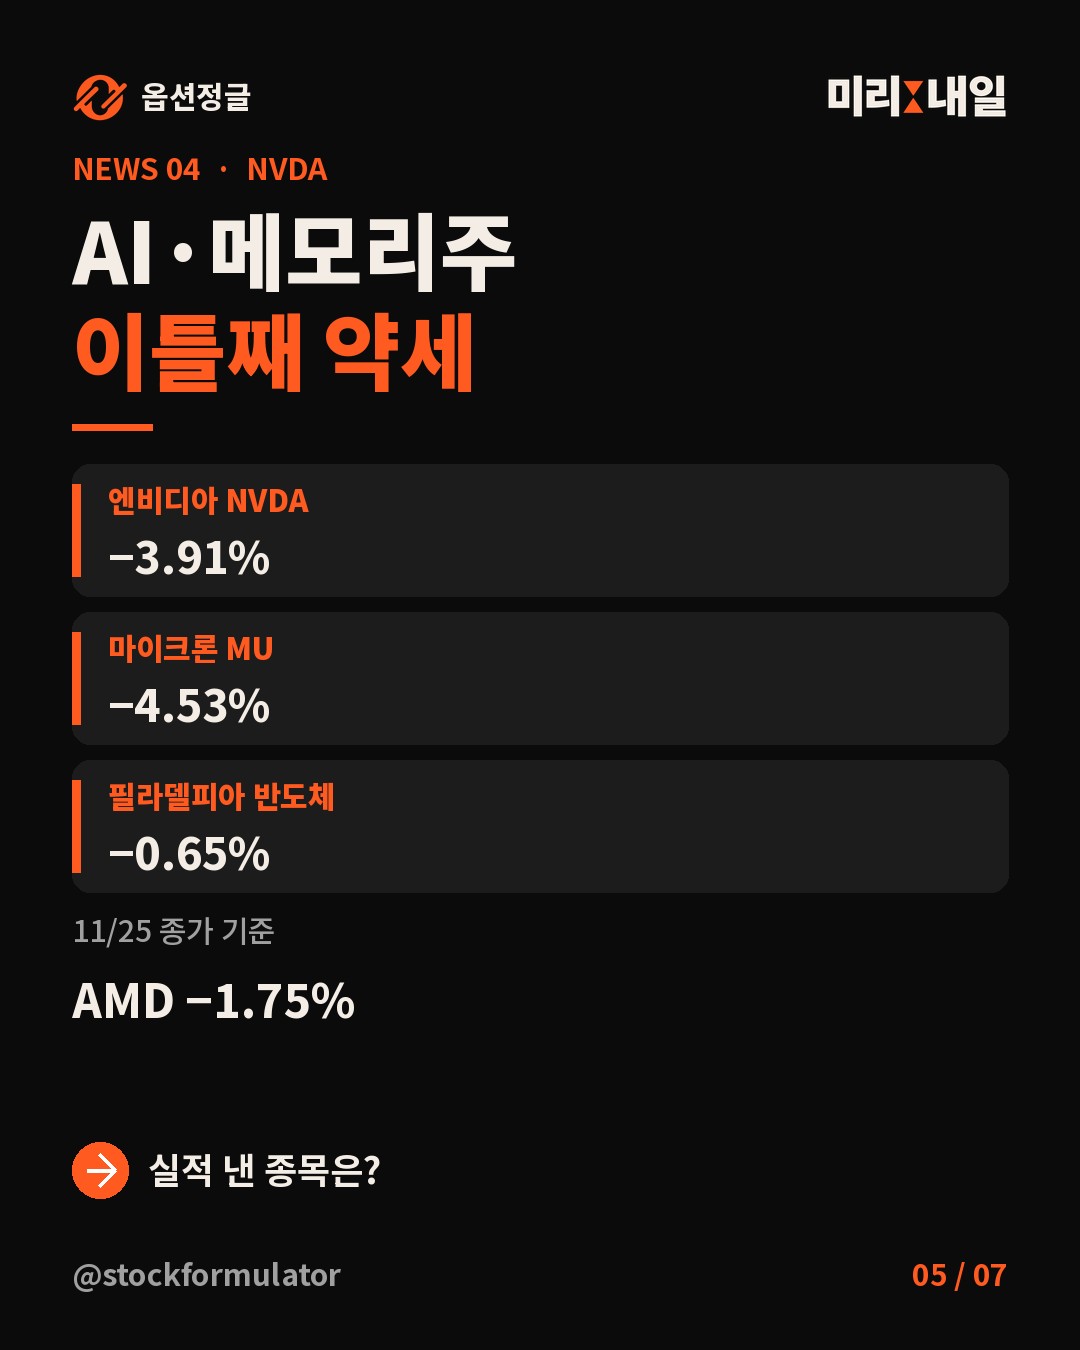 옵션정글
미리내일
NEWS 04 · NVDA
AI·메모리주
이틀째 약세
엔비디아 NVDA
−3.91%
마이크론 MU
−4.53%
필라델피아 반도체
−0.65%
11/25 종가 기준
AMD −1.75%
실적 낸 종목은?
@stockformulator
05 / 07